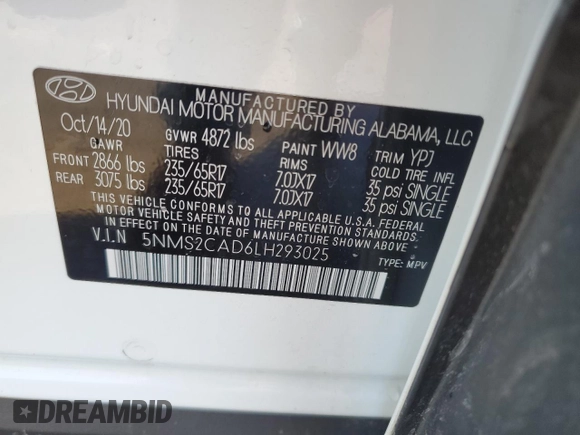 MANUFACTURED BY
HYUNDAI MOTOR MANUFACTURING ALABAMA, LLC
Oct/14/20 GVWR 4872 lbs PAINT WW8 TRIM YPJ
GAWR TIRES RIMS COLD TIRE INFL
FRONT 2866 lbs 235/65R17 7.0JX17 35 psi SINGLE
REAR 3075 lbs 235/65R17 7.0JX17 35 psi SINGLE
THIS VEHICLE CONFORMS TO ALL APPLICABLE U.S.A. FEDERAL
MOTOR VEHICLE SAFETY AND THEFT PREVENTION STANDARDS
IN EFFECT ON THE DATE OF MANUFACTURE SHOWN ABOVE.
V.I.N 5NMS2CAD6LH293025
TYPE: MPV
DREAMBID